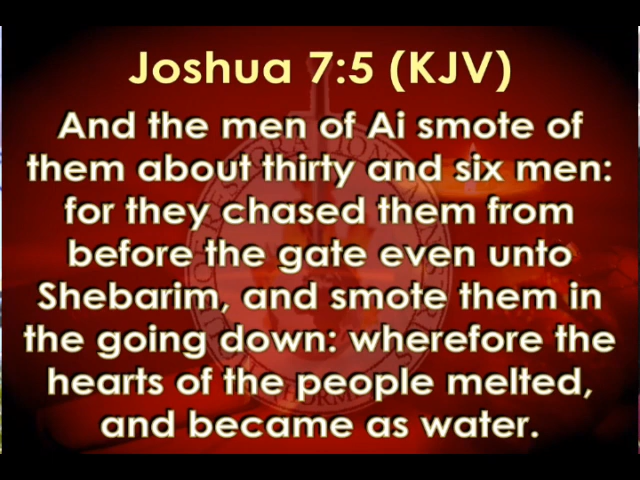 Joshua 7:5 (KJV)
And the men of Ai smote of
them about thirty and six men:
for they chased them from
before the gate even unto
Shebarim, and smote them in
the going down: wherefore the
hearts of the people melted,
and became as water.